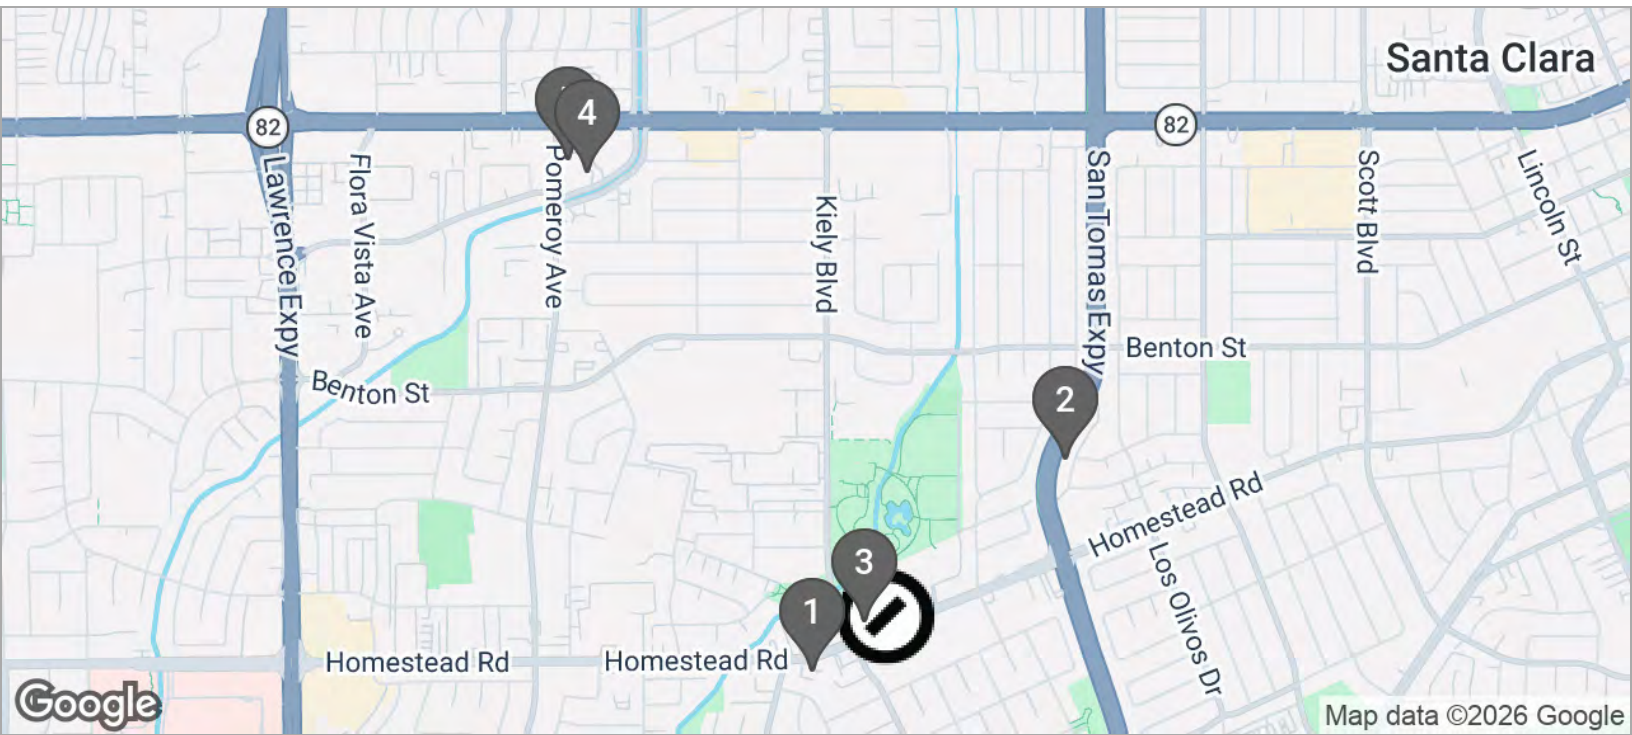 Santa Clara
4
82
82
Lawrence Expy
Flora Vista Ave
Pomeroy Ave
Kiely Blvd
San Tomas Expy
Scott Blvd
Lincoln St
Benton St
Benton St
2
Homestead Rd
Los Olivos Dr
3
1
Homestead Rd
Homestead Rd
Google
Map data ©2026 Google